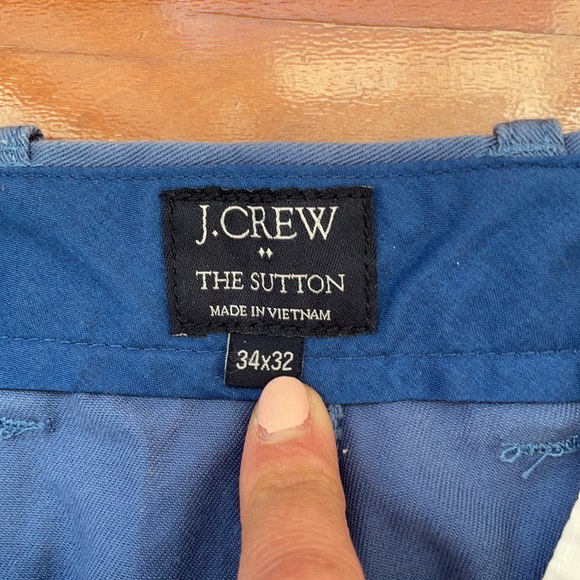 J.CREW
THE SUTTON
MADE IN VIETNAM
34x32